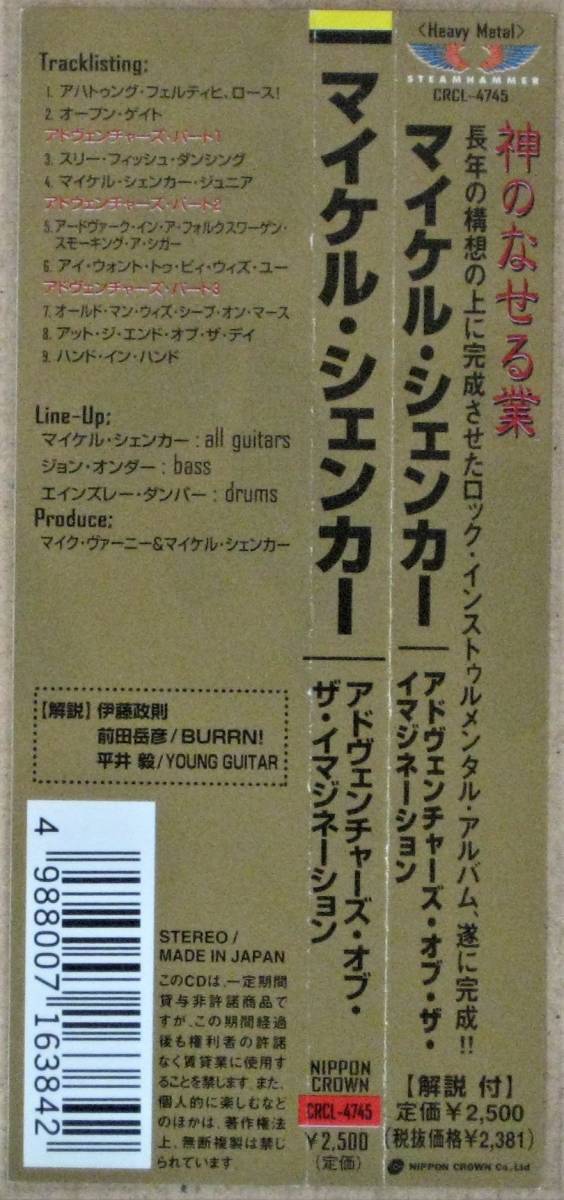 Tracklisting:
1. アハトゥング・フェルティヒ、ロース!
2. オープン・ゲイト
アドヴェンチャーズ・パート1
3. スリー・フィッシュ・ダンシング
4. マイケル・シェンカー・ジュニア
アドヴェンチャーズ・パート2
5. アードヴァーク・イン・ア・フォルクスワーゲン・
スモーキング・ア・シガー
6. アイ・ウォント・トゥ・ビィ・ウィズ・ユー
アドヴェンチャーズ・パート3
7. オールド・マン・ウィズ・シープ・オン・マース
8. アット・ジ・エンド・オブ・ザ・デイ
9. ハンド・イン・ハンド
Line-Up;
マイケル・シェンカー : all guitars
ジョン・オンダー : bass
エインズレー・ダンバー : drums
Produce;
マイク・ヴァーニー&マイケル・シェンカー
【解説】伊藤政則
前田岳彦/BURRN!
平井 毅/YOUNG GUITAR
4 988007 163842
STEREO/
MADE IN JAPAN
このCDは、一定期間
貸与非許諾商品で
すが、この期間経過
後も権利者の許諾
なく賃貸業に使用す
ることを禁します。また、
個人的に楽しむなど
のほかは、著作権法
上、無断複製は禁じ
られています。
マイケル・シェンカー
アドヴェンチャーズ・オブ・
ザ・イマジネーション
NIPPON
CROWN
CRCL-4745
¥2,500
(定価)
<Heavy Metal>
STEAMHAMMER
CRCL-4745
神のなせる業
長年の構想の上に完成させたロック・インストゥルメンタル・アルバム、遂に完成!!
マイケル・シェンカー
アドヴェンチャーズ・オブ・ザ・
イマジネーション
【解説 付】
定価¥2,500
(税抜価格¥2,381)
NIPPON CROWN Co.,Ltd